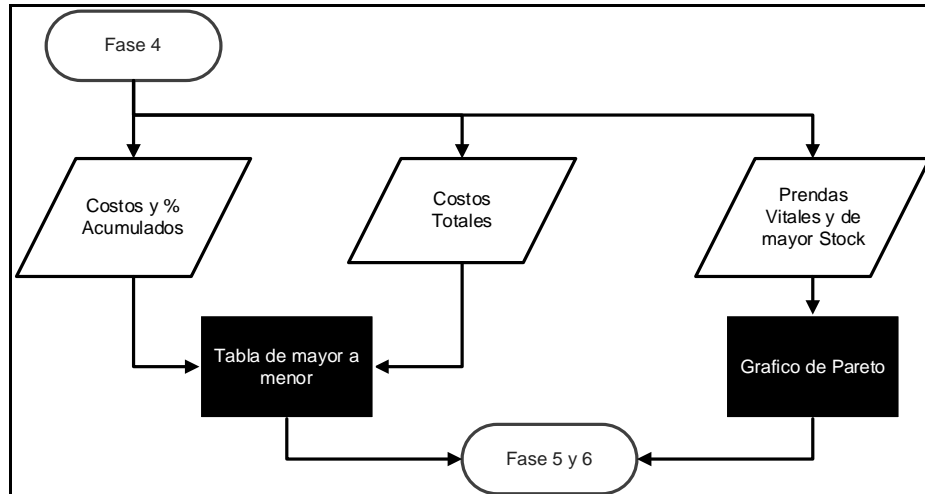 Fase 4
Costos y %
Acumulados
Costos
Totales
Prendas
Vitales y de
mayor Stock
Tabla de mayor a
menor
Grafico de Pareto
Fase 5 y 6